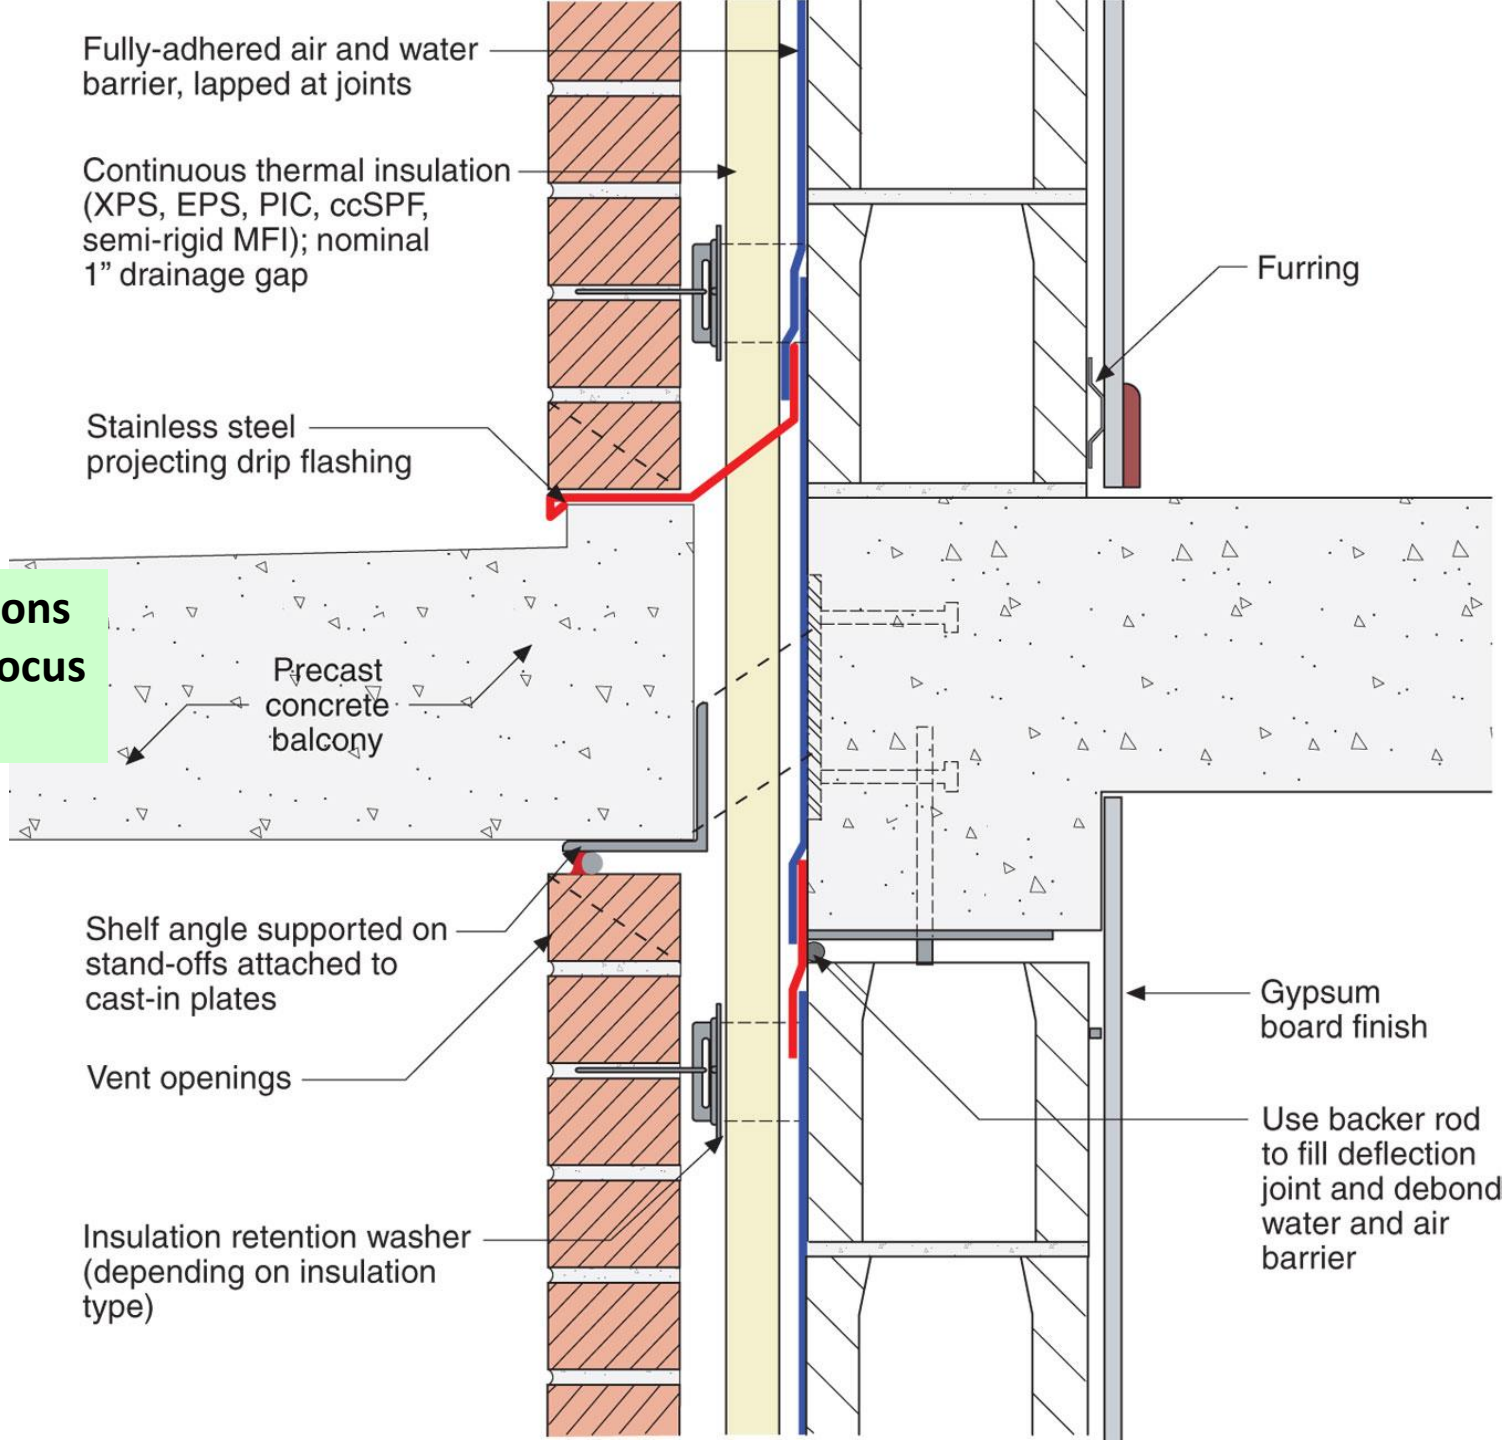 Fully-adhered air and water
barrier, lapped at joints
Continuous thermal insulation
(XPS, EPS, PIC, ccSPF,
semi-rigid MFI); nominal
1” drainage gap
Furring
Stainless steel
projecting drip flashing
ons
ocus
Precast
concrete
balcony
Shelf angle supported on
stand-offs attached to
cast-in plates
Vent openings
Gypsum
board finish
Use backer rod
to fill deflection
joint and debond
water and air
barrier
Insulation retention washer
(depending on insulation
type)